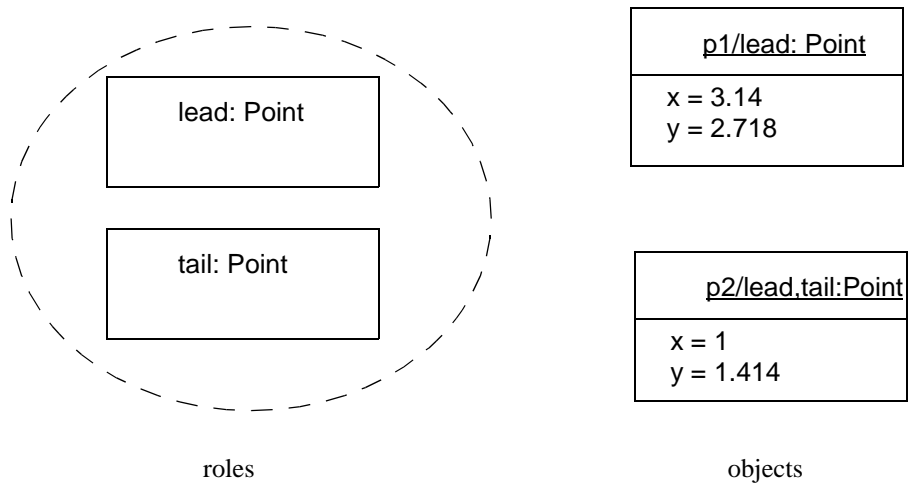 lead: Point
tail: Point
roles
p1/lead: Point
x = 3.14
y = 2.718
p2/lead,tail:Point
x = 1
y = 1.414
objects